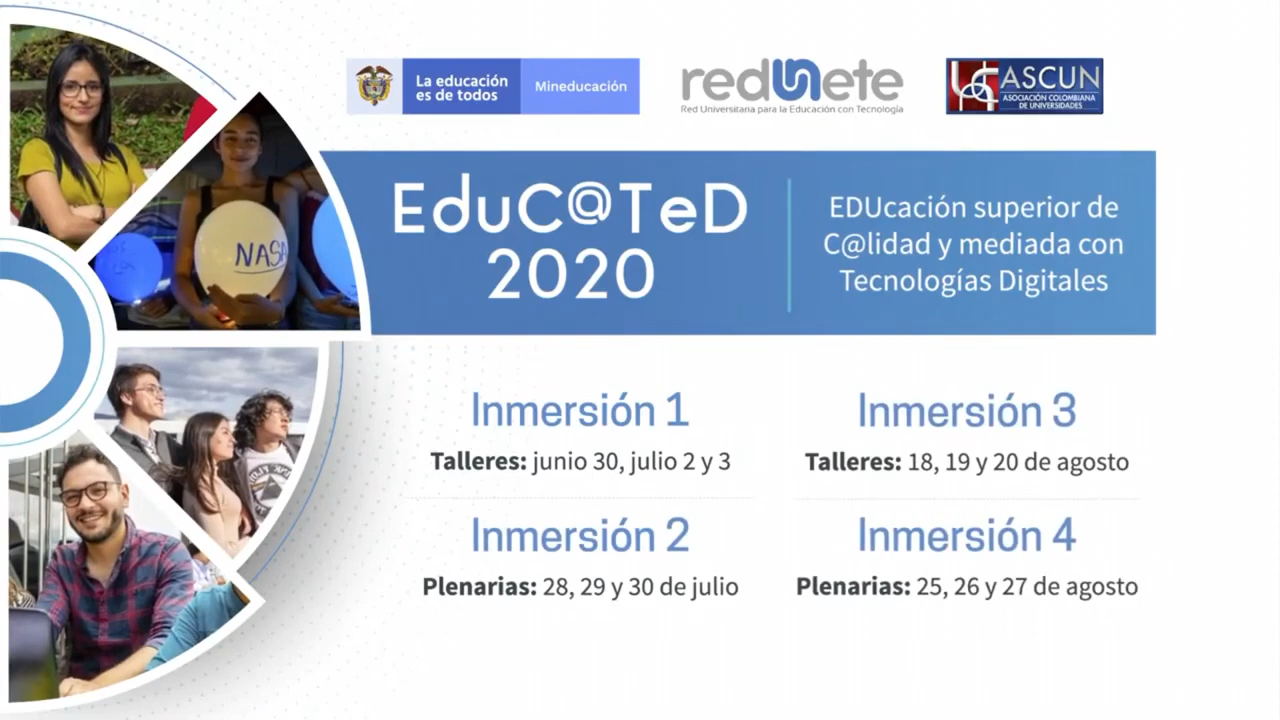 La educación
es de todos
Mineducación
redunete
Red Universitaria para la Educación con Tecnología
ASCUN
ASOCIACIÓN COLOMBIANA
DE UNIVERSIDADES
EduC@TeD
2020
EDUcación superior de
C@lidad y mediada con
Tecnologías Digitales
NASA
Inmersión 1
Talleres: junio 30, julio 2 y 3
Inmersión 2
Plenarias: 28, 29 y 30 de julio
Inmersión 3
Talleres: 18, 19 y 20 de agosto
Inmersión 4
Plenarias: 25, 26 y 27 de agosto